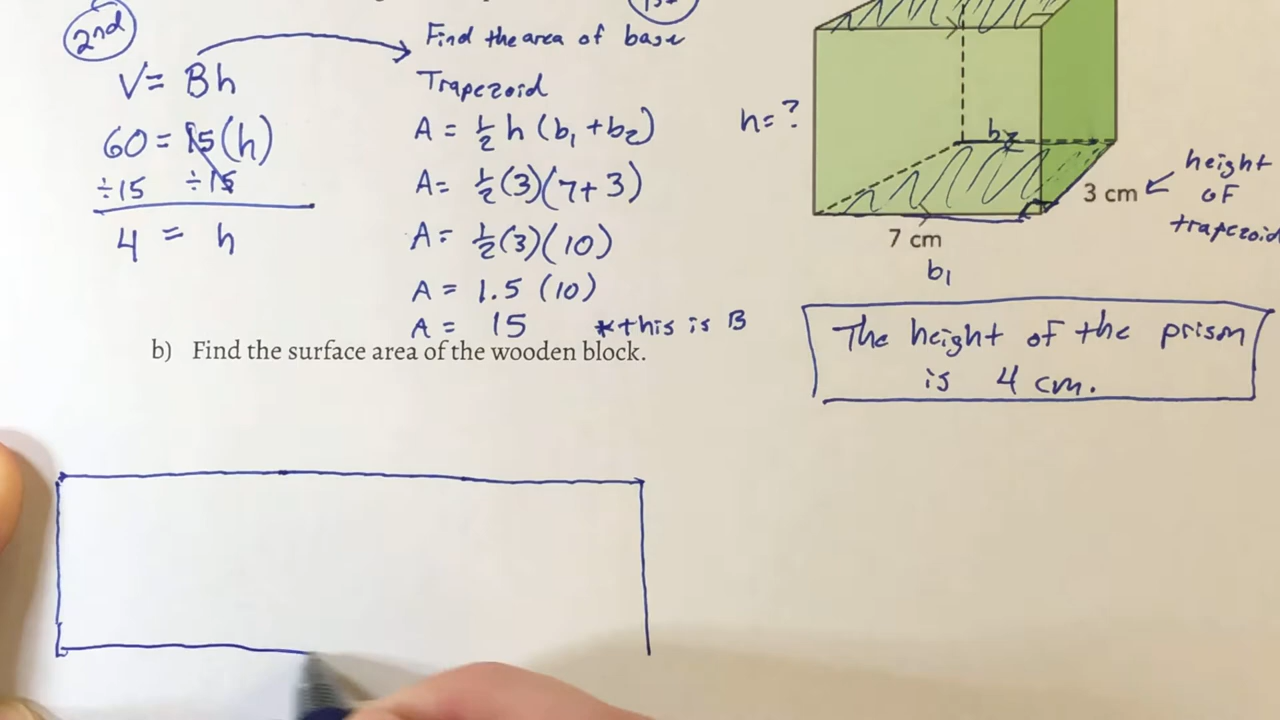 2nd
Find the area of base
V= Bh
Trapezoid
60 = 15(h)
÷15 ÷15
4 = h
A = ½ h (b₁ + b₂)
A= ½(3)(7+3)
A= ½(3)(10)
A = 1.5 (10)
A = 15 *this is B
h= ?
b₂
3 cm
height
of
trapezoid
7 cm
b₁
The height of the prism
is 4 cm.
b) Find the surface area of the wooden block.